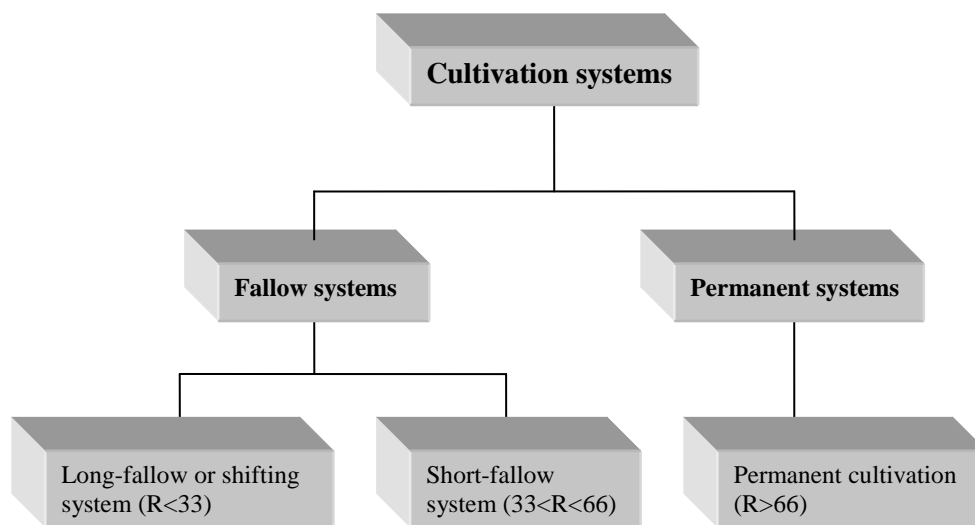 Cultivation systems
Fallow systems
Permanent systems
Long-fallow or shifting
system (R<33)
Short-fallow
system (33<R<66)
Permanent cultivation
(R>66)